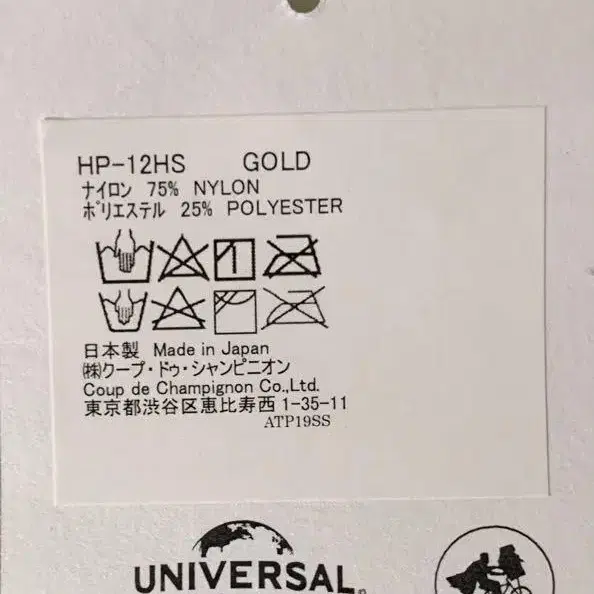 HP-12HS GOLD
ナイロン 75% NYLON
ポリエステル 25% POLYESTER
日本製 Made in Japan
㈱クープ・ドゥ・シャンピニオン
Coup de Champignon Co.,Ltd.
東京都渋谷区恵比寿西 1-35-11
ATP19SS
UNIVERSAL